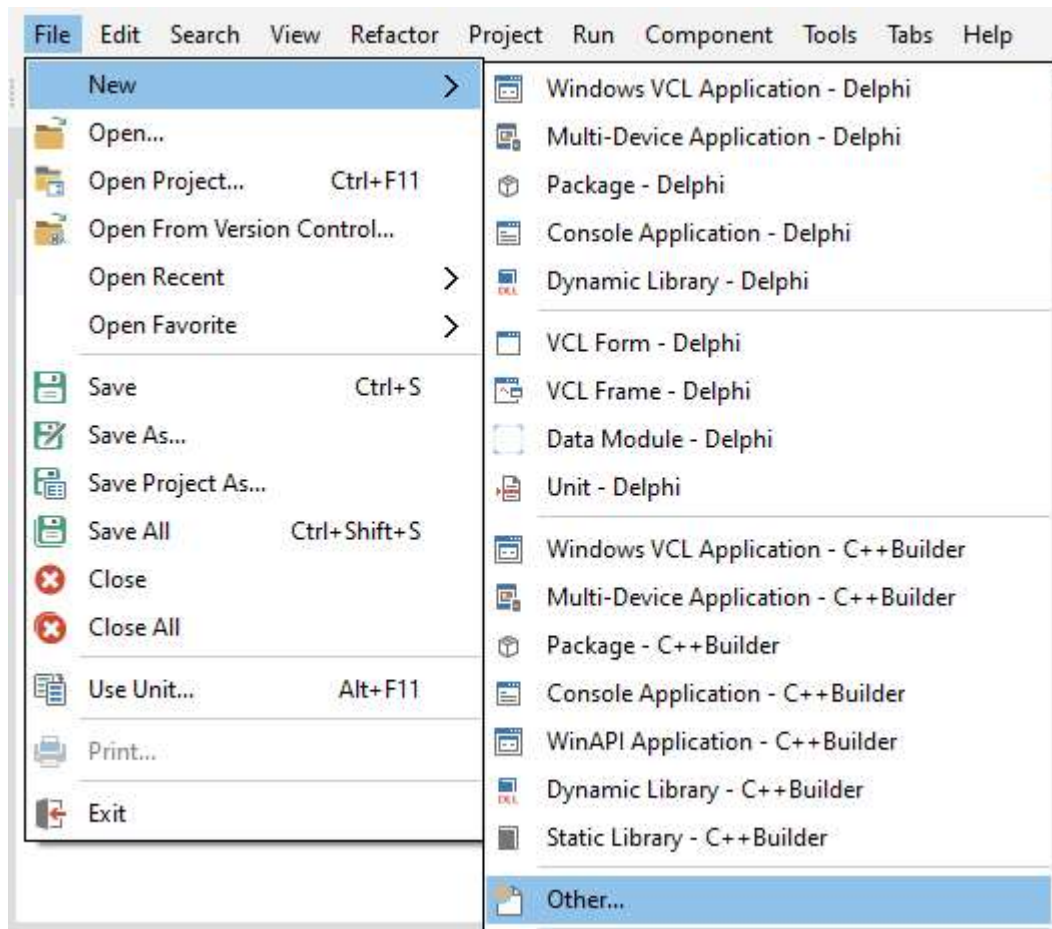 File Edit Search View Refactor Project Run Component Tools Tabs Help
New
Open...
Open Project... Ctrl+F11
Open From Version Control...
Open Recent
Open Favorite
Save Ctrl+S
Save As...
Save Project As...
Save All Ctrl+Shift+S
Close
Close All
Use Unit... Alt+F11
Print...
Exit
Windows VCL Application - Delphi
Multi-Device Application - Delphi
Package - Delphi
Console Application - Delphi
Dynamic Library - Delphi
VCL Form - Delphi
VCL Frame - Delphi
Data Module - Delphi
Unit - Delphi
Windows VCL Application - C++Builder
Multi-Device Application - C++Builder
Package - C++Builder
Console Application - C++Builder
WinAPI Application - C++Builder
Dynamic Library - C++Builder
Static Library - C++Builder
Other...